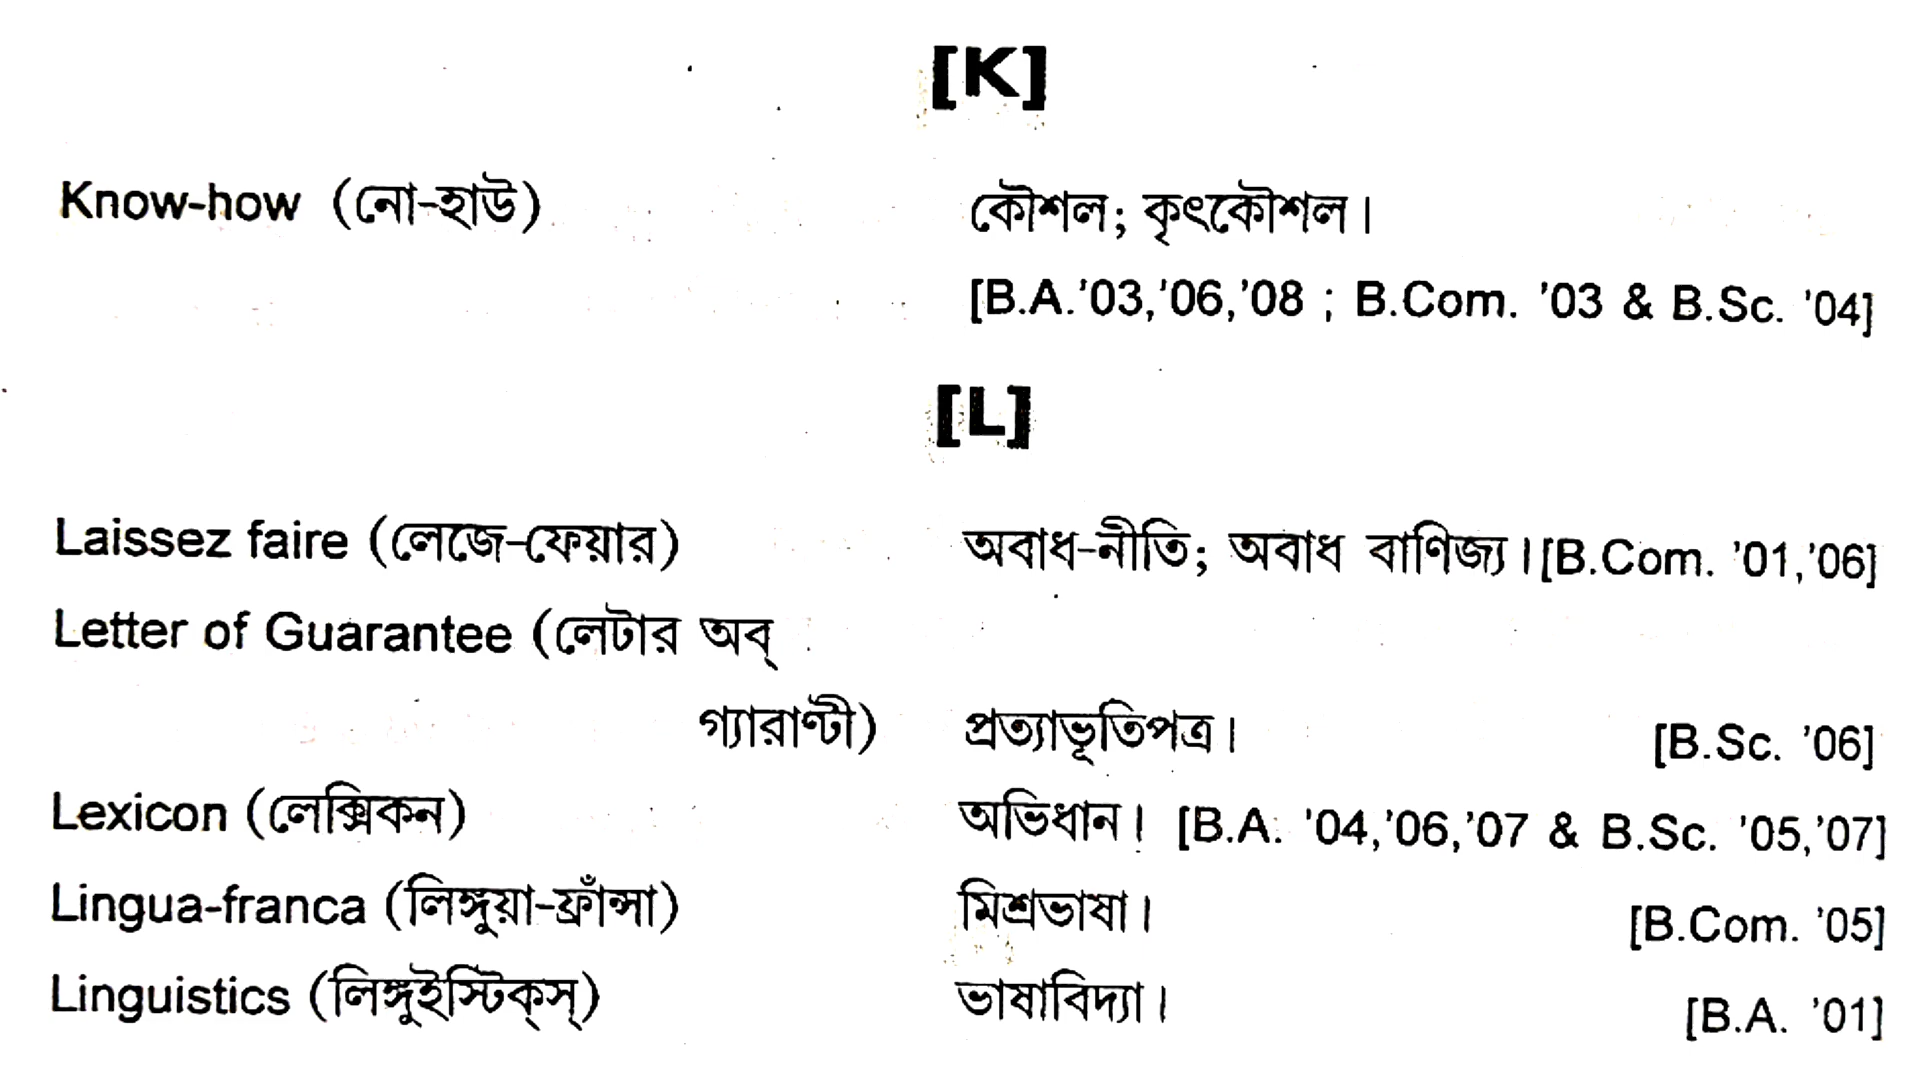 [K]
Know-how (নো-হাউ) কৌশল; কৃৎকৌশল।
[B.A.'03,'06,'08 ; B.Com. '03 & B.Sc. '04]
[L]
Laissez faire (লেজে-ফেয়ার) অবাধ-নীতি; অবাধ বাণিজ্য।[B.Com. '01,'06]
Letter of Guarantee (লেটার অব্
গ্যারাণ্টী) প্রত্যাভূতিপত্র। [B.Sc. '06]
Lexicon (লেক্সিকন) অভিধান। [B.A. '04,'06,'07 & B.Sc. '05,'07]
Lingua-franca (লিঙ্গুয়া-ফ্রাঁন্সা) মিশ্রভাষা। [B.Com. '05]
Linguistics (লিঙ্গুইস্টিক্‌স্) ভাষাবিদ্যা। [B.A. '01]